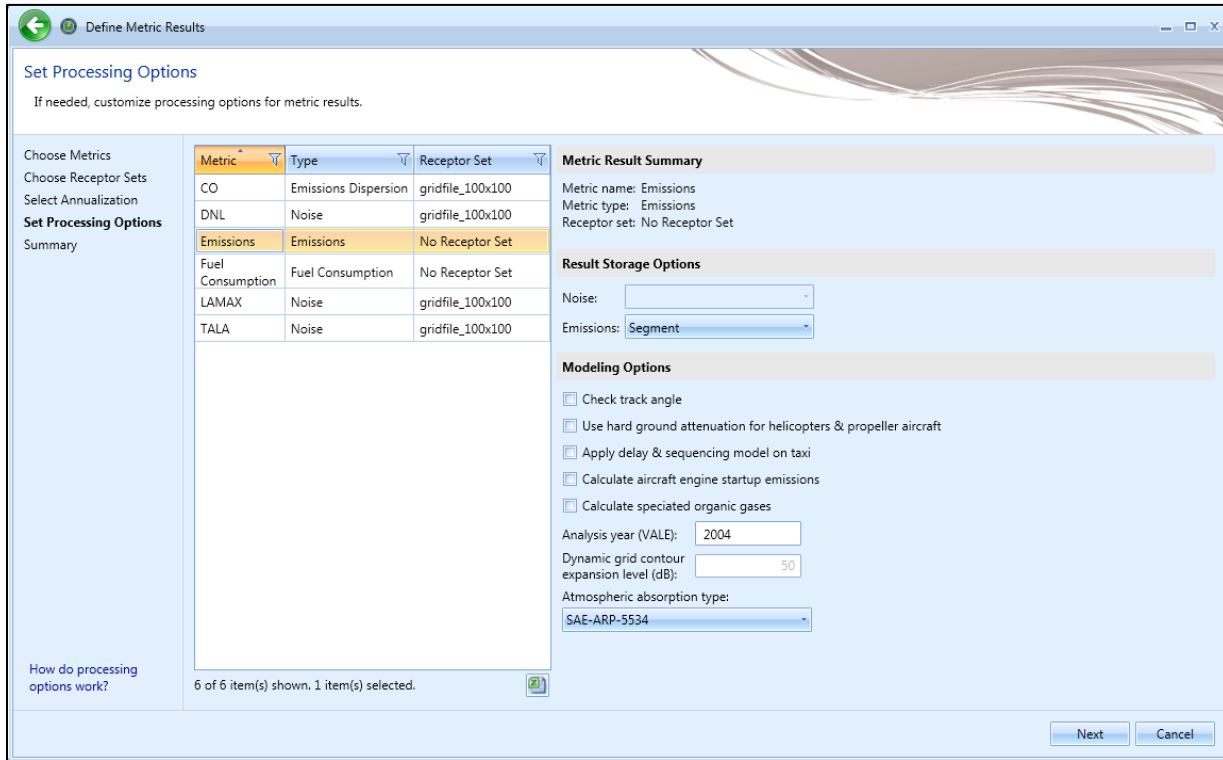 Define Metric Results
Set Processing Options
If needed, customize processing options for metric results.
Choose Metrics
Choose Receptor Sets
Select Annualization
Set Processing Options
Summary
How do processing
options work?
Metric Type Receptor Set
CO Emissions Dispersion gridfile_100x100
DNL Noise gridfile_100x100
Emissions Emissions No Receptor Set
Fuel
Consumption Fuel Consumption No Receptor Set
LAMAX Noise gridfile_100x100
TALA Noise gridfile_100x100
6 of 6 item(s) shown. 1 item(s) selected.
Metric Result Summary
Metric name: Emissions
Metric type: Emissions
Receptor set: No Receptor Set
Result Storage Options
Noise:
Emissions: Segment
Modeling Options
Check track angle
Use hard ground attenuation for helicopters & propeller aircraft
Apply delay & sequencing model on taxi
Calculate aircraft engine startup emissions
Calculate speciated organic gases
Analysis year (VALE): 2004
Dynamic grid contour
expansion level (dB): 50
Atmospheric absorption type:
SAE-ARP-5534
Next Cancel